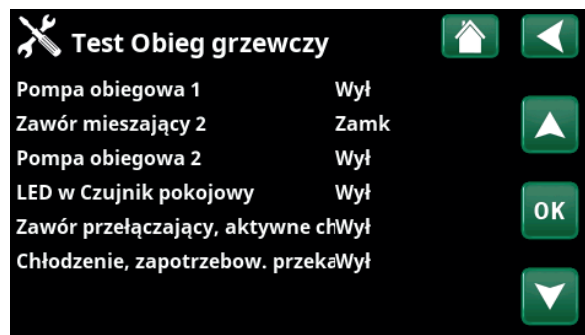 Test Obieg grzewczy
Pompa obiegowa 1 Wył
Zawór mieszający 2 Zamk
Pompa obiegowa 2 Wył
LED w Czujnik pokojowy Wył
Zawór przełączający, aktywne chWył
Chłodzenie, zapotrzebow. przekaWył
OK